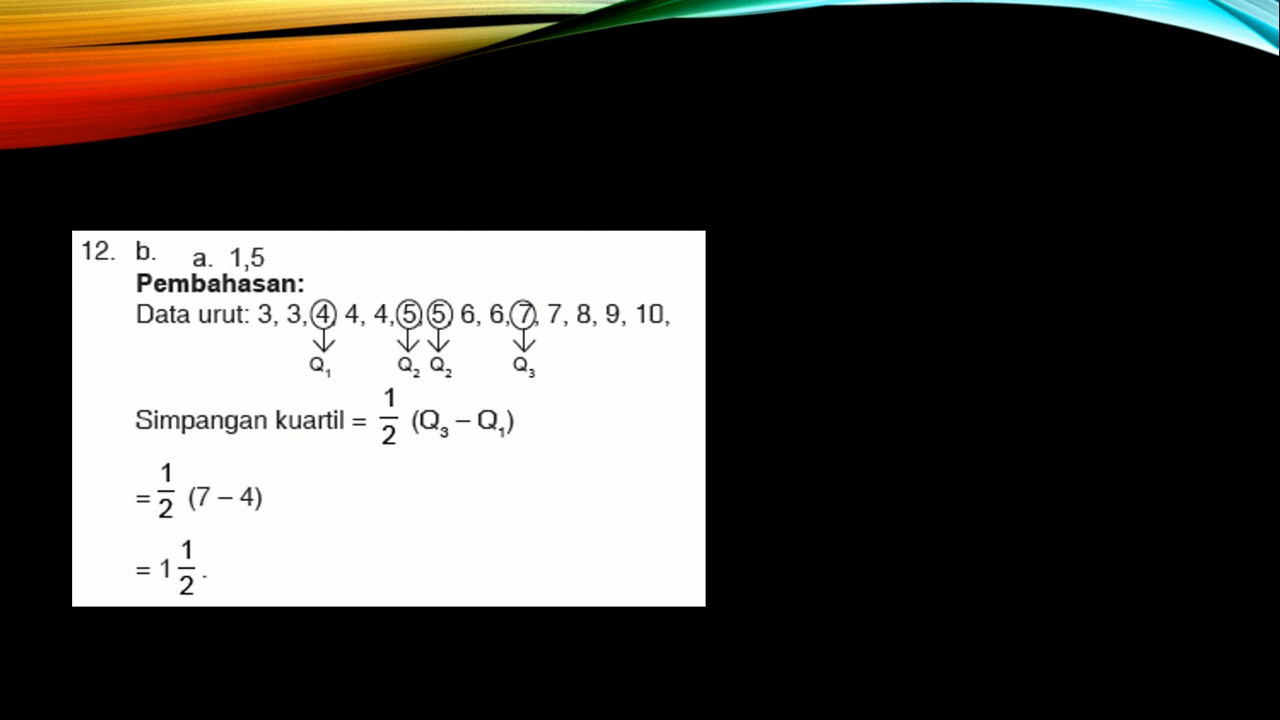 12. b. a. 1,5
Pembahasan:
Data urut: 3, 3, 4, 4, 4, 5, 5, 6, 6, 7, 7, 8, 9, 10,
Q₁ Q₂ Q₂ Q₃
Simpangan kuartil = 1/2 (Q₃ – Q₁)
= 1/2 (7 – 4)
= 1 1/2 .